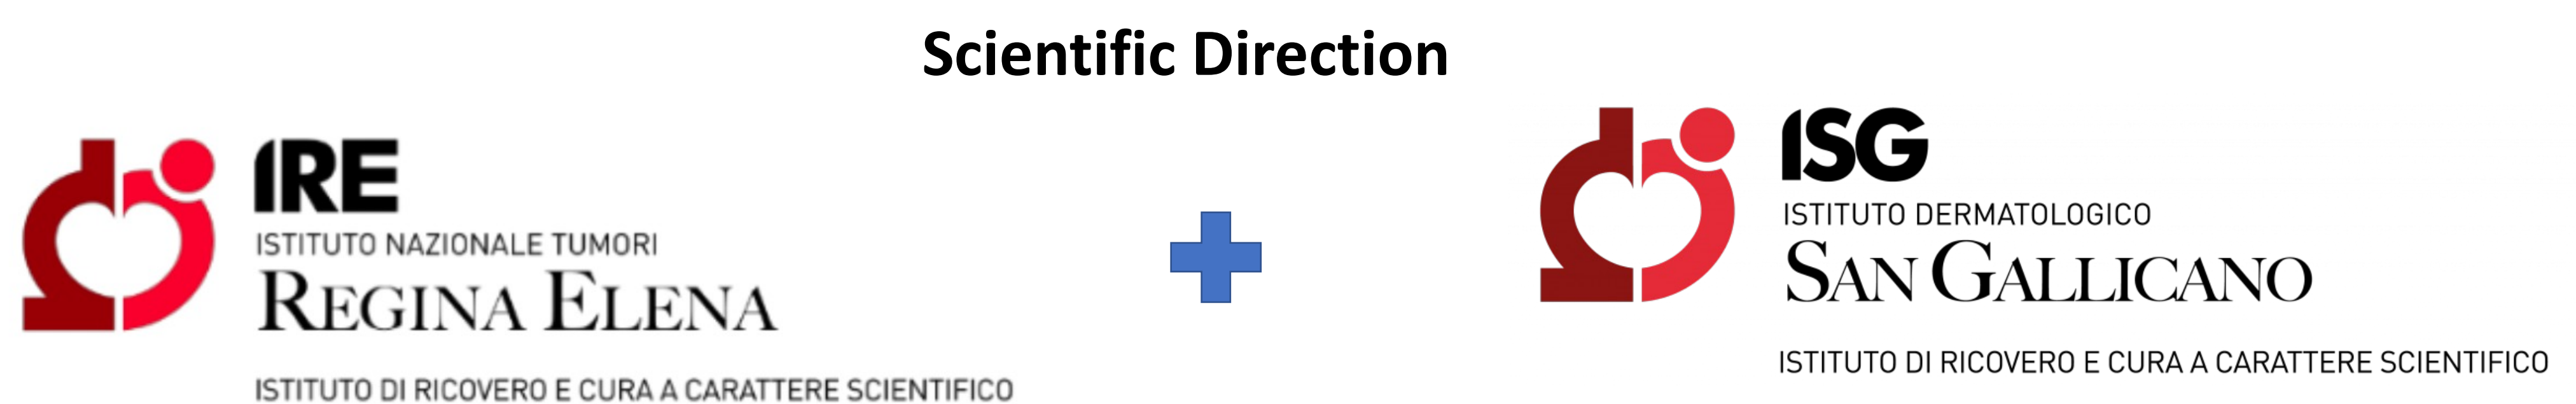 Scientific Direction
IRE
ISTITUTO NAZIONALE TUMORI
REGINA ELENA
ISTITUTO DI RICOVERO E CURA A CARATTERE SCIENTIFICO
ISG
ISTITUTO DERMATOLOGICO
SAN GALLICANO
ISTITUTO DI RICOVERO E CURA A CARATTERE SCIENTIFICO